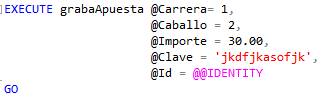 EXECUTE grabaApuesta @Carrera= 1,
@Caballo = 2,
@Importe = 30.00,
@Clave = 'jkdfjkasofjk',
@Id = @@IDENTITY
GO